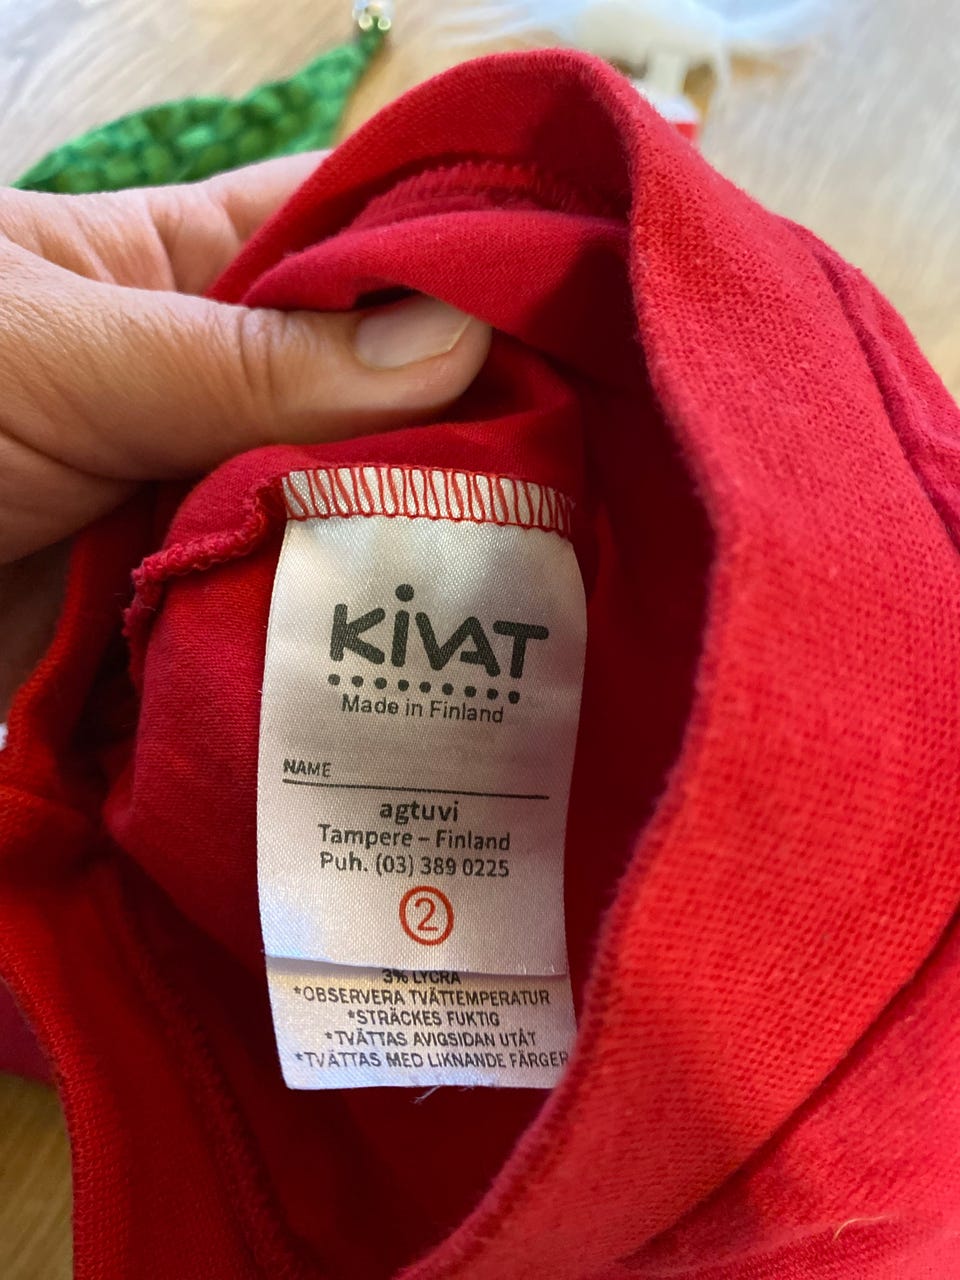 KiVAT
Made in Finland
NAME
agtuvi
Tampere – Finland
Puh. (03) 389 0225
2
3% LYCRA
*OBSERVERA TVÄTTEMPERATUR
*STRÄCKES FUKTIG
*TVÄTTAS AVIGSIDAN UTÅT
*TVÄTTAS MED LIKNANDE FÄRGER